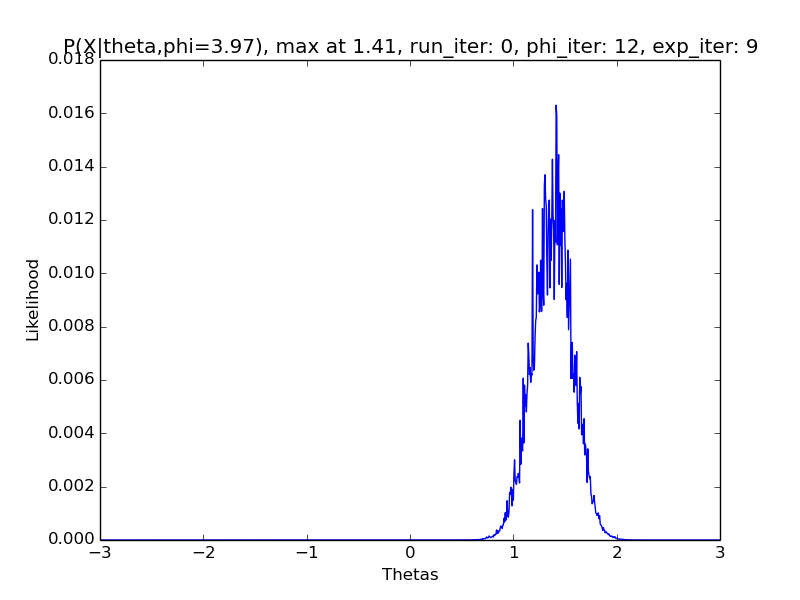 P(X|theta,phi=3.97), max at 1.41, run_iter: 0, phi_iter: 12, exp_iter: 9
0.018
0.016
0.014
0.012
0.010
0.008
0.006
0.004
0.002
0.000
Likelihood
−3 −2 −1 0 1 2 3
Thetas